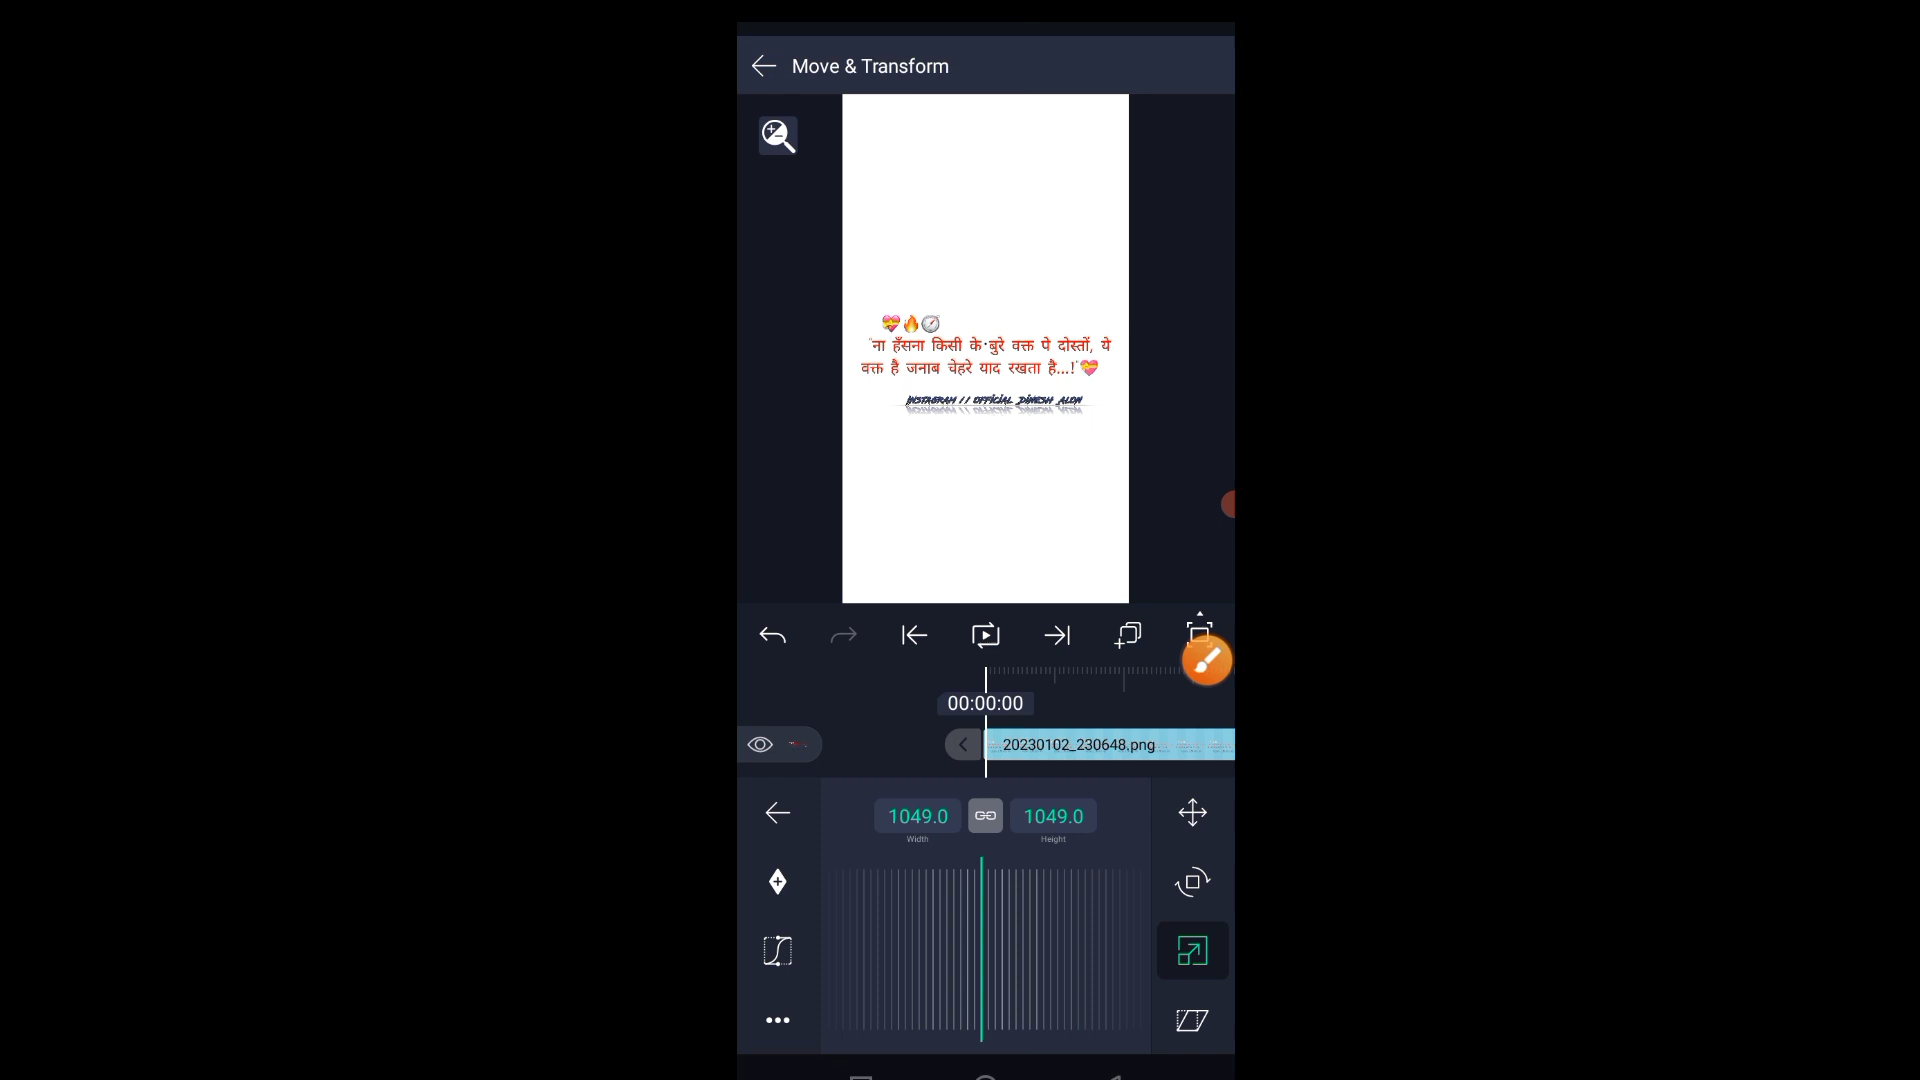 Move & Transform
"ना हँसना किसी के बुरे वक्त पे दोस्तों, ये
वक्त है जनाब चेहरे याद रखता है...!"
INSTAGRAM // OFFICIAL_DINESH_ALON
00:00:00
20230102_230648.png
1049.0 1049.0
Width Height